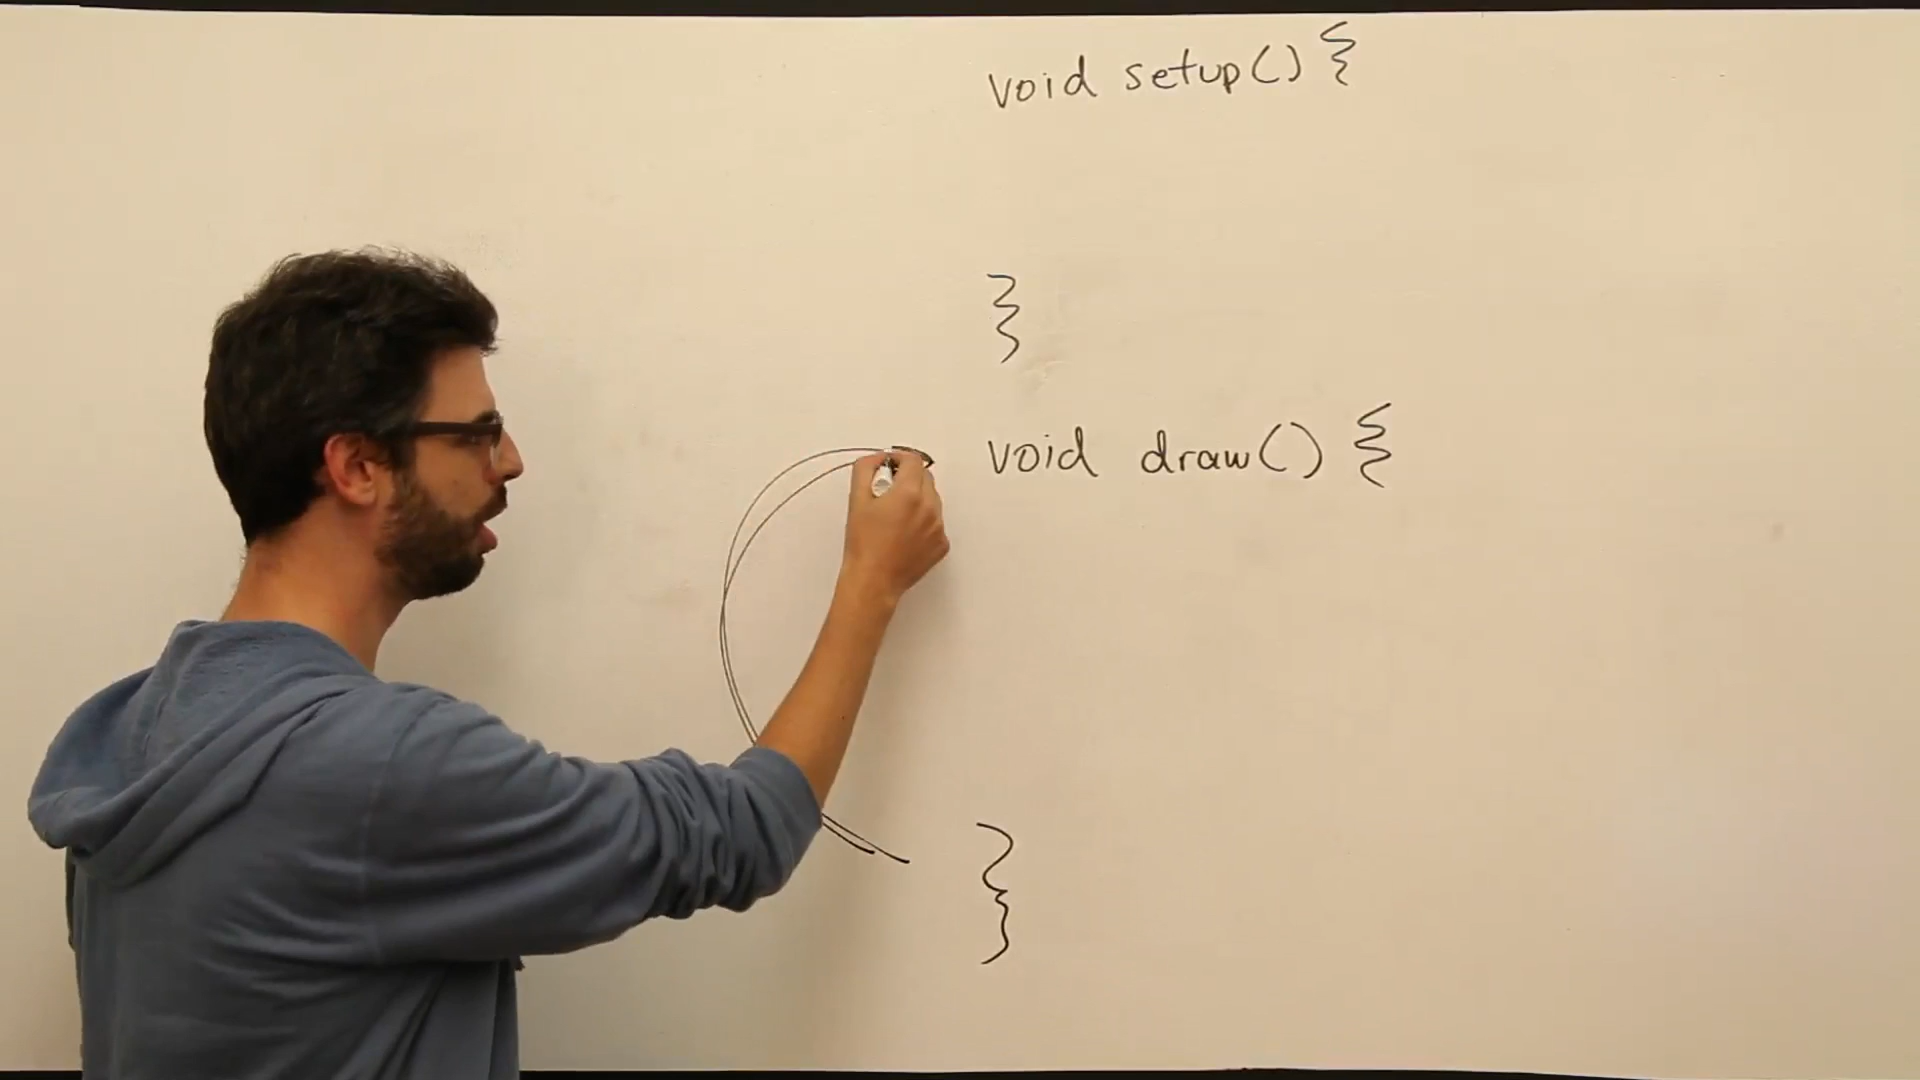 void setup() {
}
void draw() {
}